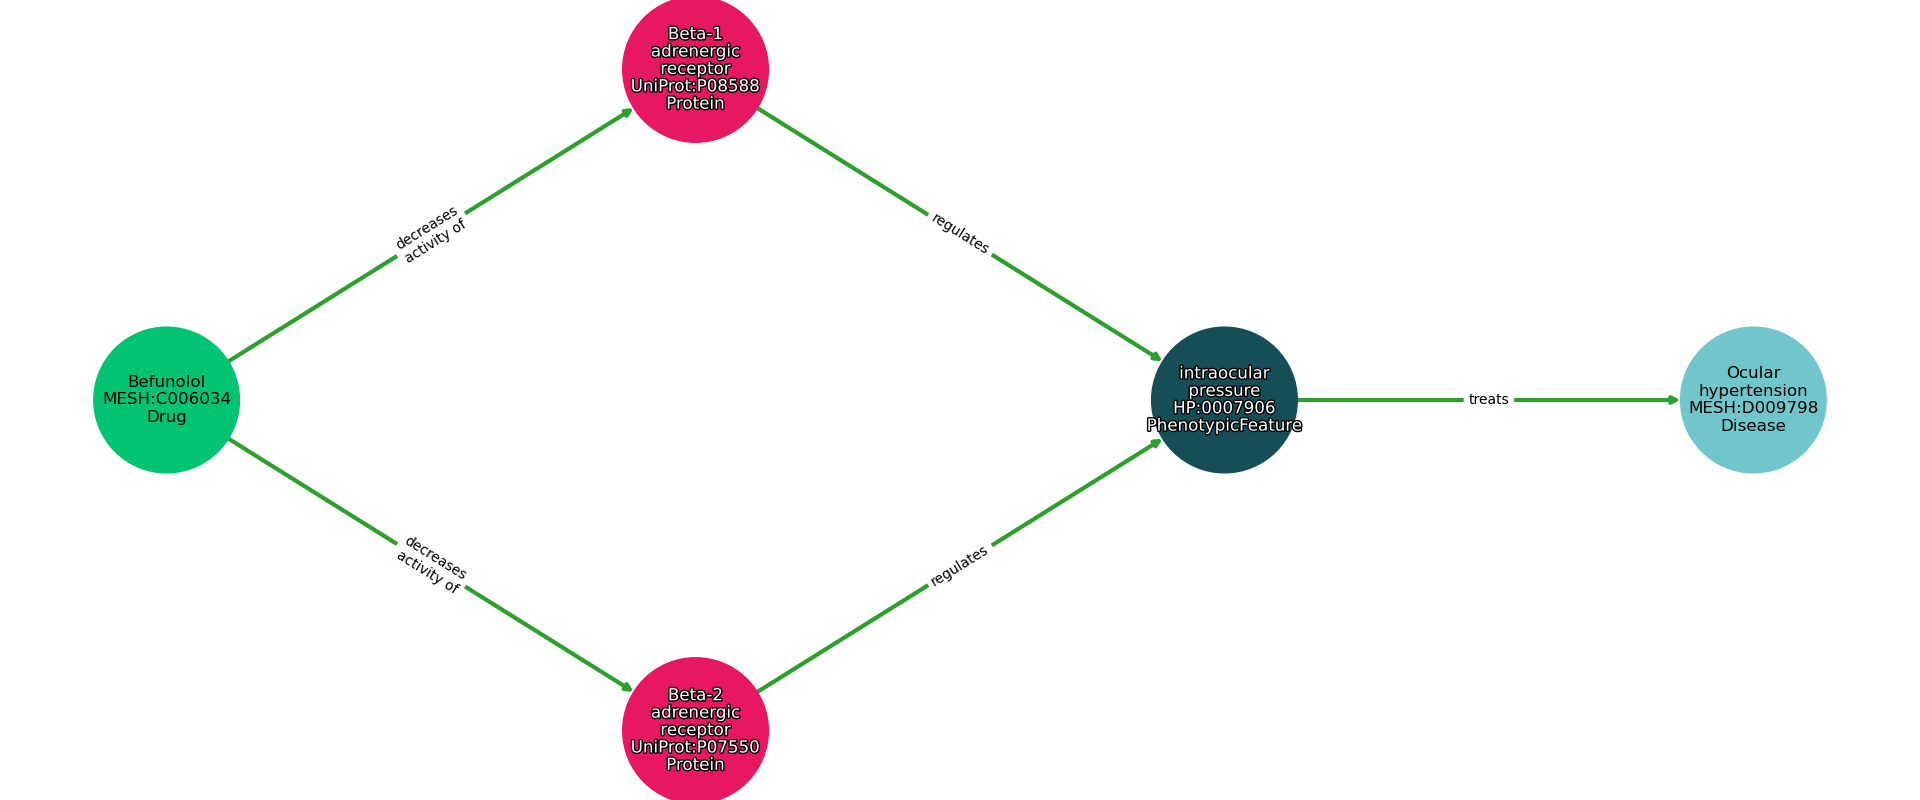 Beta-1
adrenergic
receptor
UniProt:P08588
Protein
decreases
activity of
regulates
Befunolol
MESH:C006034
Drug
intraocular
pressure
HP:0007906
PhenotypicFeature
treats
Ocular
hypertension
MESH:D009798
Disease
decreases
activity of
regulates
Beta-2
adrenergic
receptor
UniProt:P07550
Protein